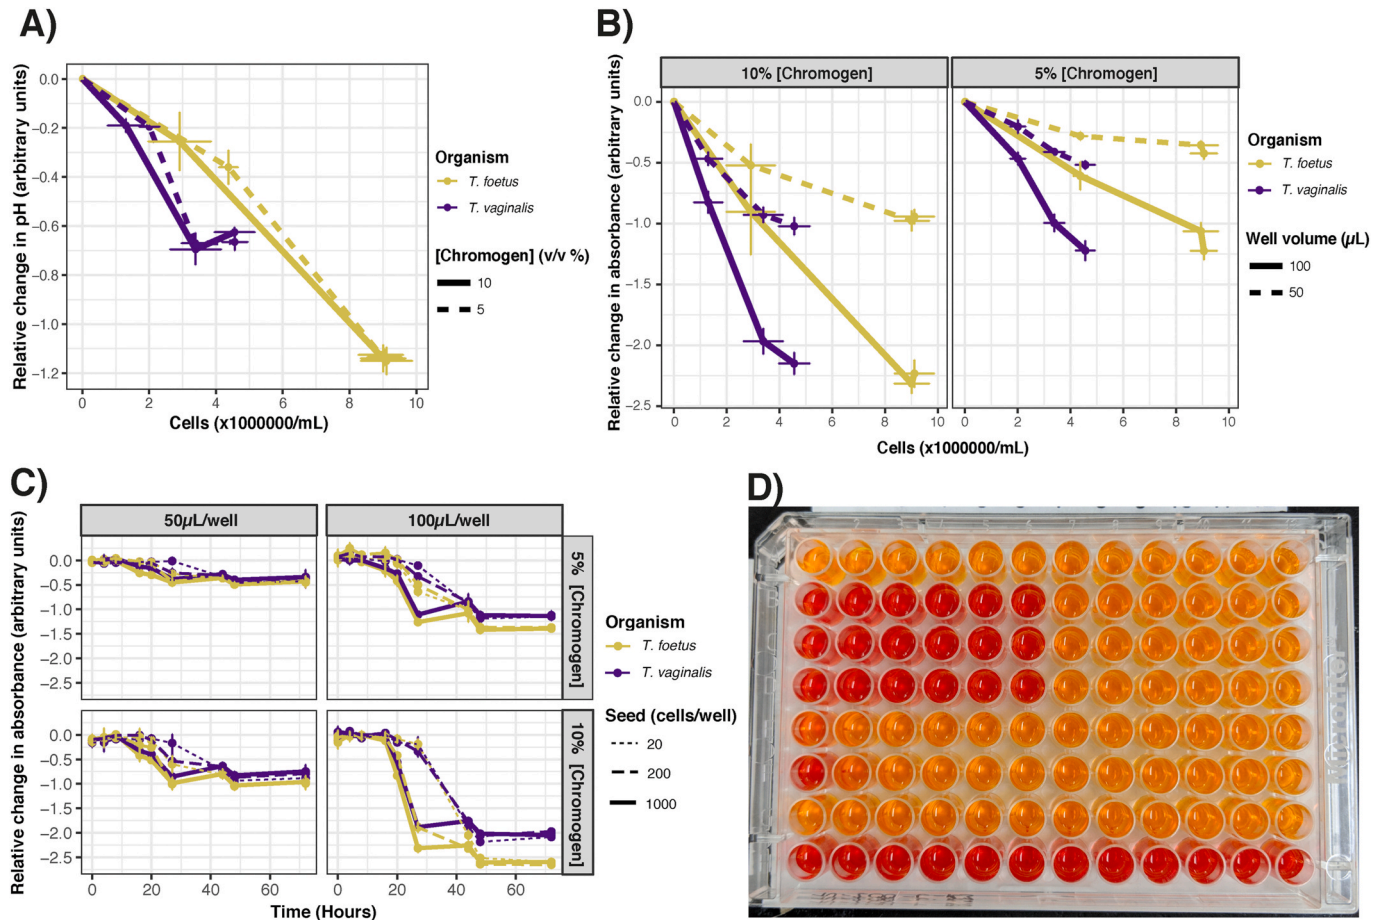 A)
Relative change in pH (arbitrary units)
0.0
−0.2
−0.4
−0.6
−0.8
−1.0
−1.2
0 2 4 6 8 10
Cells (x1000000/mL)
Organism
T. foetus
T. vaginalis
[Chromogen] (v/v %)
10
5
B)
Relative change in absorbance (arbitrary units)
10% [Chromogen] 5% [Chromogen]
0.0
−0.5
−1.0
−1.5
−2.0
−2.5
0 2 4 6 8 10 0 2 4 6 8 10
Cells (x1000000/mL)
Organism
T. foetus
T. vaginalis
Well volume (µL)
100
50
C)
Relative change in absorbance (arbitrary units)
50µL/well 100µL/well
0.0
−0.5
−1.0
−1.5
−2.0
−2.5
5% [Chromogen]
0.0
−0.5
−1.0
−1.5
−2.0
−2.5
10% [Chromogen]
0 20 40 60 0 20 40 60
Time (Hours)
Organism
T. foetus
T. vaginalis
Seed (cells/well)
20
200
1000
D)